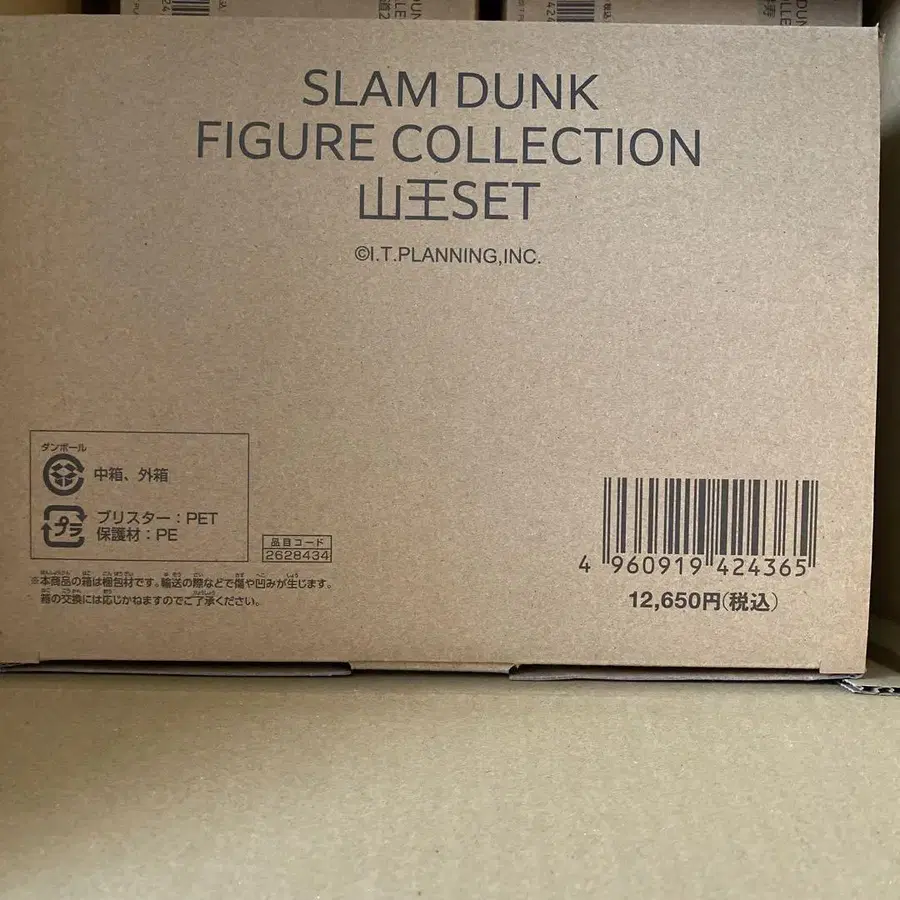 SLAM DUNK
FIGURE COLLECTION
山王SET
©I.T.PLANNING,INC.
ダンボール
中箱、外箱
プラ
ブリスター：PET
保護材：PE
品目コード
2628434
※本商品の箱は梱包材です。輸送の際などで傷や凹みが生じます。
箱の交換には応じかねますのでご了承ください。
4 960919 424365
12,650円(税込)